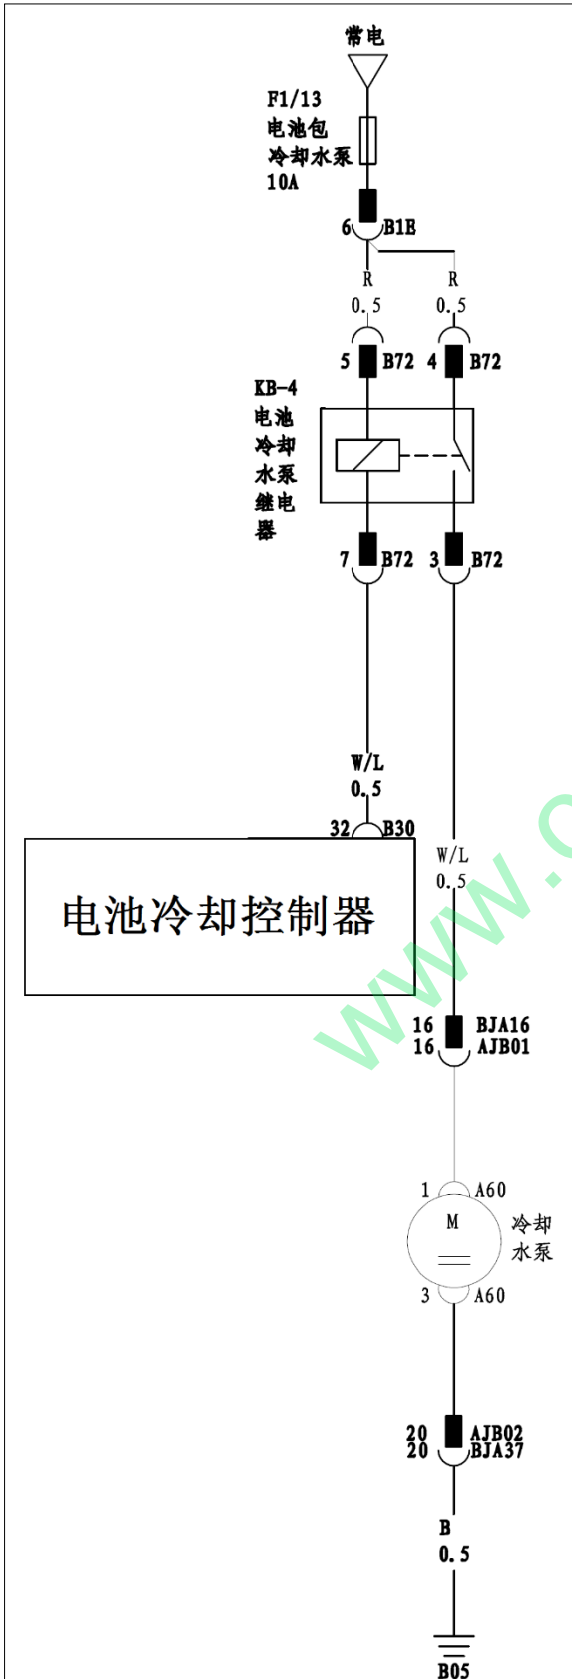 常电
F1/13
电池包
冷却水泵
10A
6 B1E
R R
0.5 0.5
5 B72 4 B72
KB-4
电池
冷却
水泵
继电
器
7 B72 3 B72
W/L
0.5
32 B30
W/L
0.5
电池冷却控制器
www.
16 BJA16
16 AJB01
1 A60
M
冷却
水泵
3 A60
20 AJB02
20 BJA37
B
0.5
B05